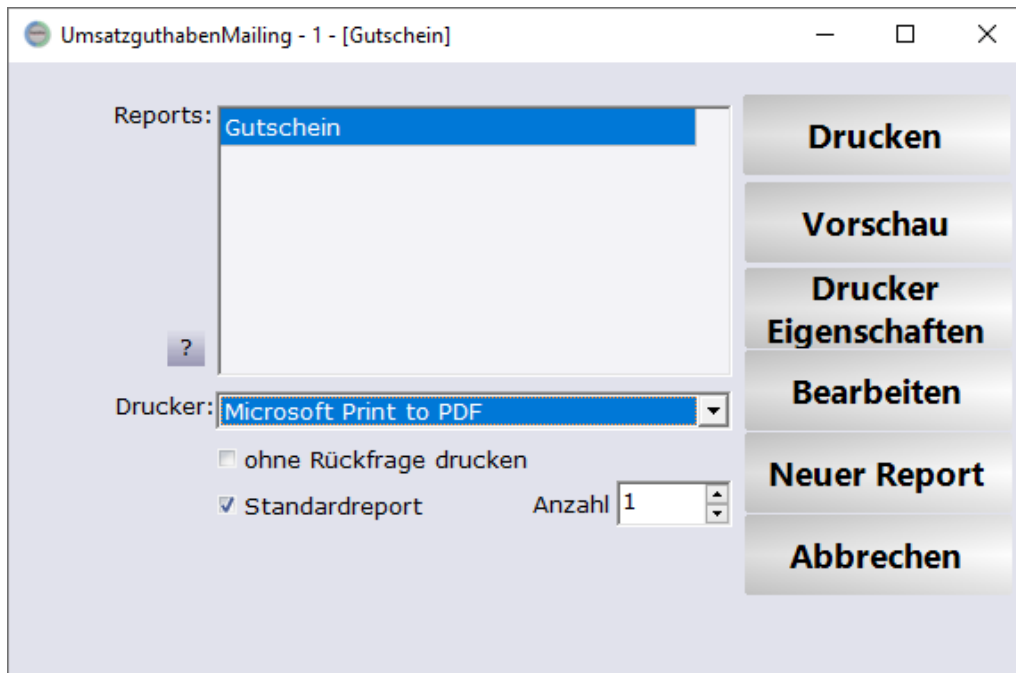 UmsatzguthabenMailing - 1 - [Gutschein]
Reports:
Gutschein
?
Drucker:
Microsoft Print to PDF
ohne Rückfrage drucken
Standardreport
Anzahl
1
Drucken
Vorschau
Drucker
Eigenschaften
Bearbeiten
Neuer Report
Abbrechen